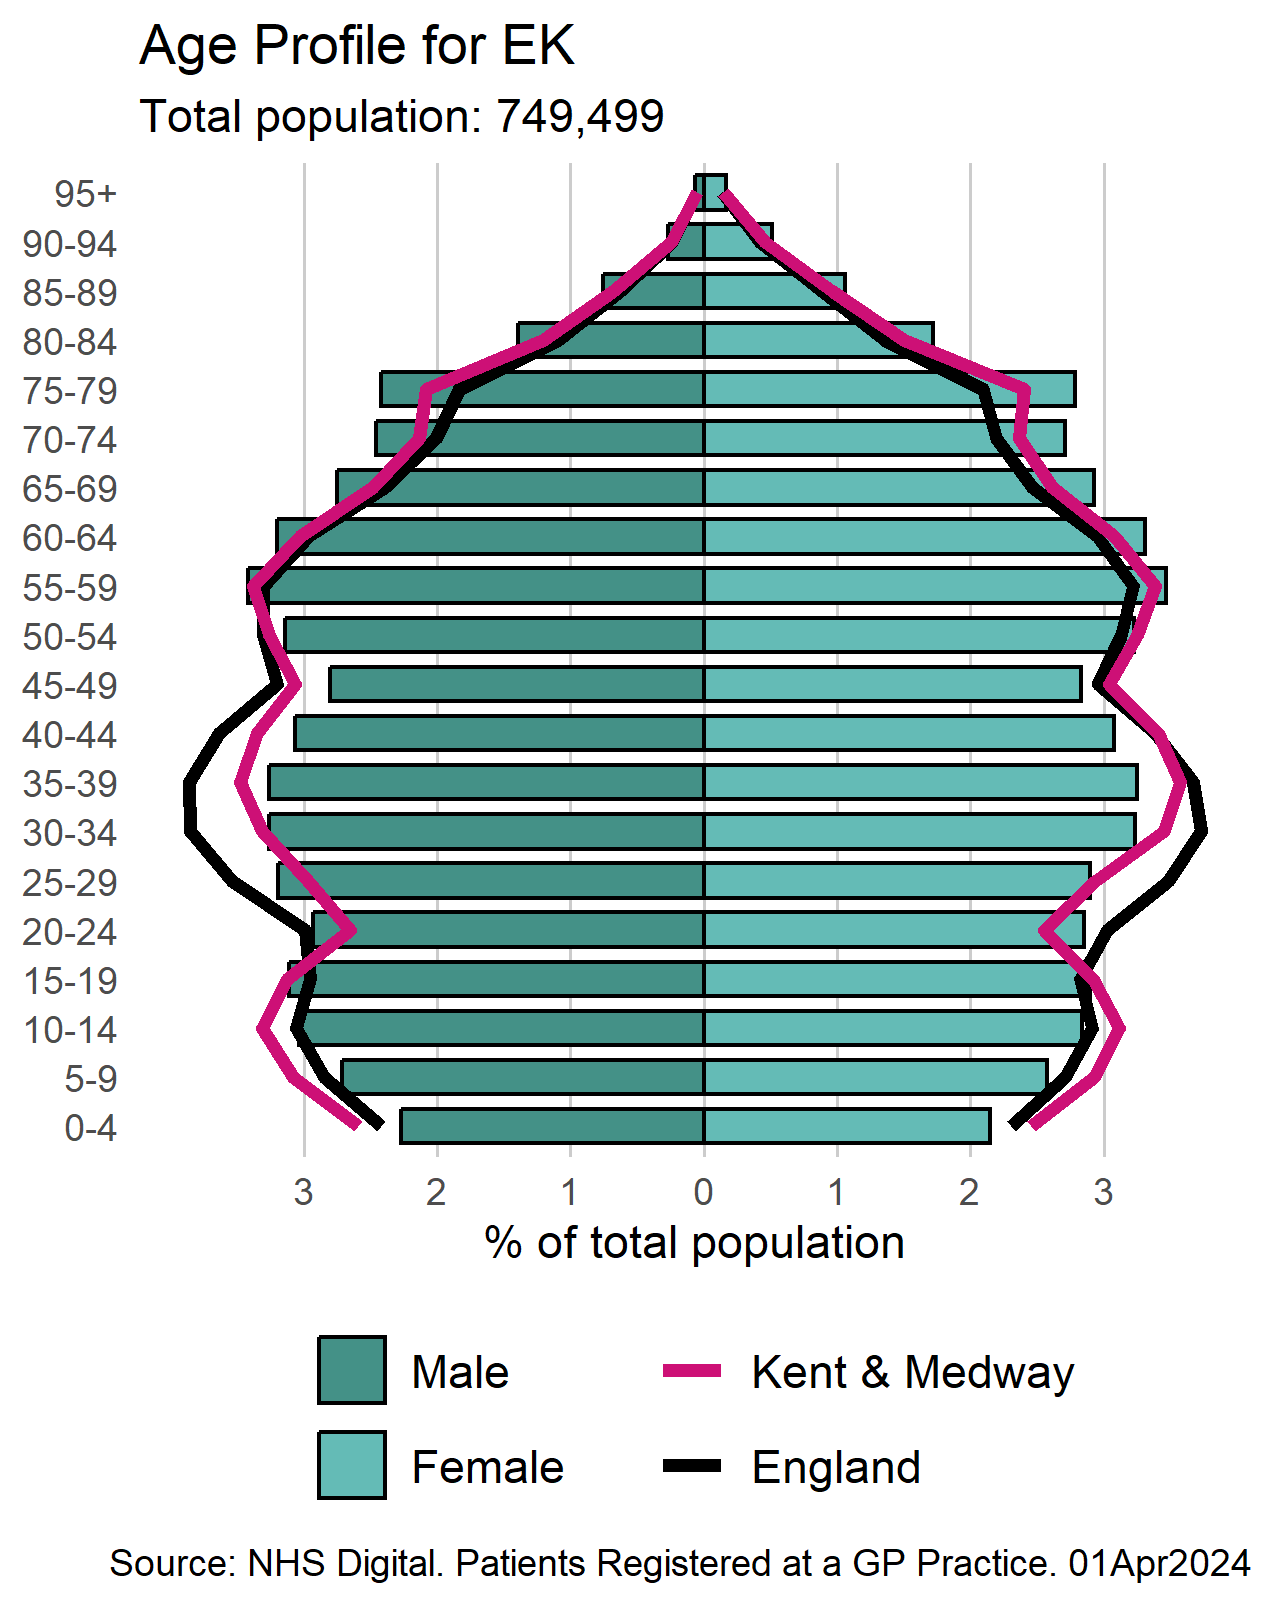 Age Profile for EK
Total population: 749,499
95+
90-94
85-89
80-84
75-79
70-74
65-69
60-64
55-59
50-54
45-49
40-44
35-39
30-34
25-29
20-24
15-19
10-14
5-9
0-4
3 2 1 0 1 2 3
% of total population
Male Kent & Medway
Female England
Source: NHS Digital. Patients Registered at a GP Practice. 01Apr2024